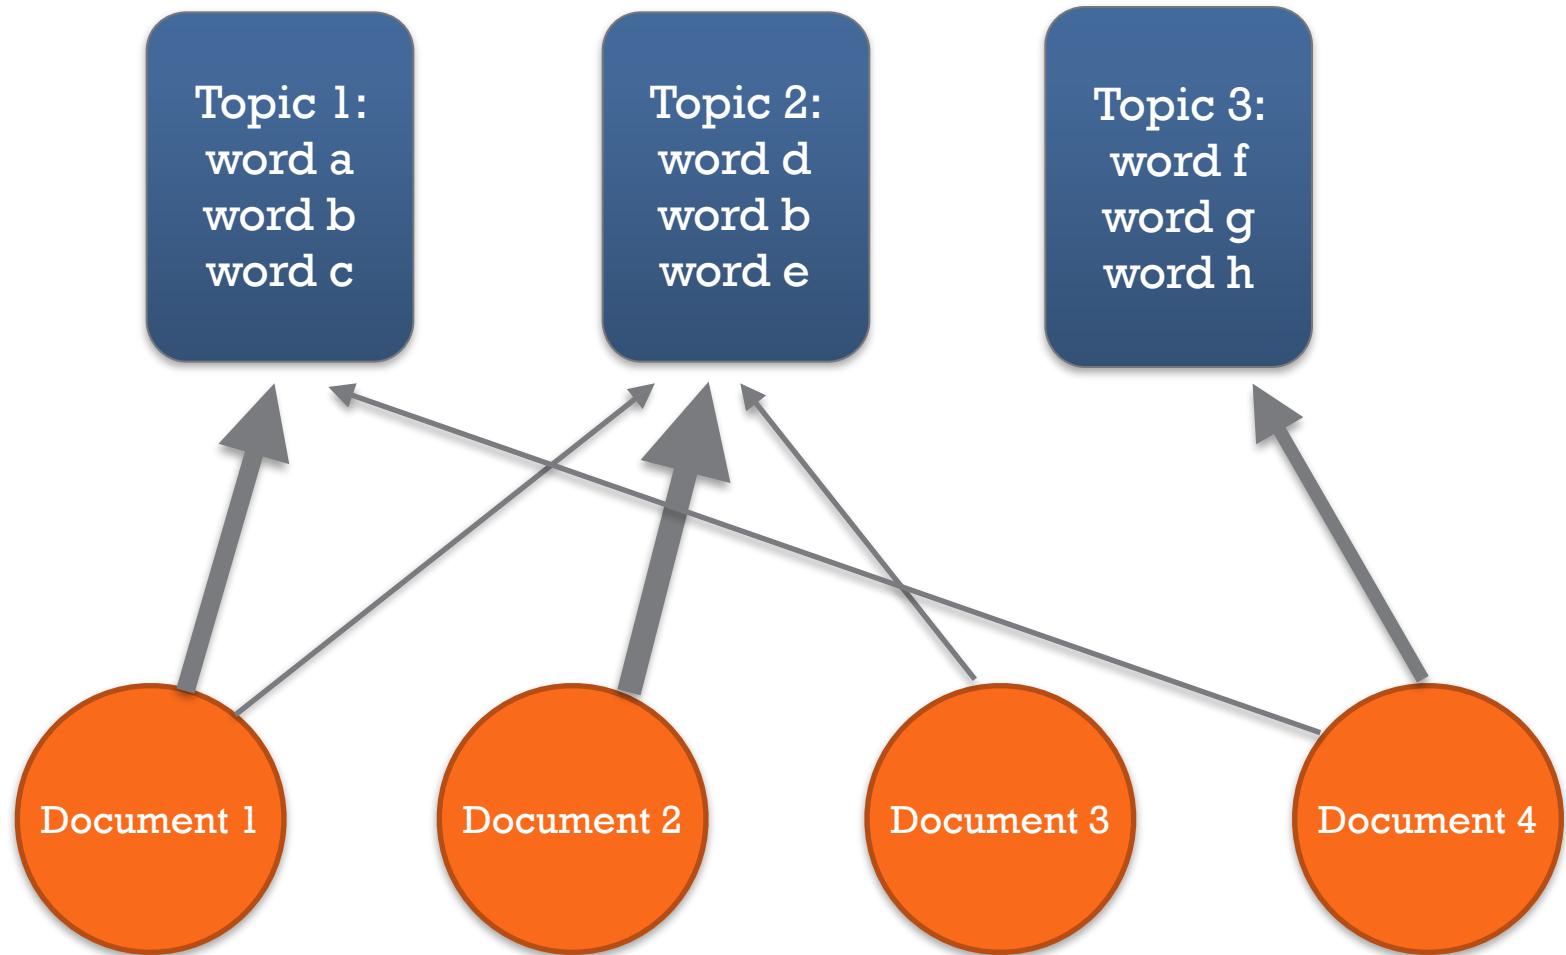 Topic 1:
word a
word b
word c
Topic 2:
word d
word b
word e
Topic 3:
word f
word g
word h
Document 1
Document 2
Document 3
Document 4